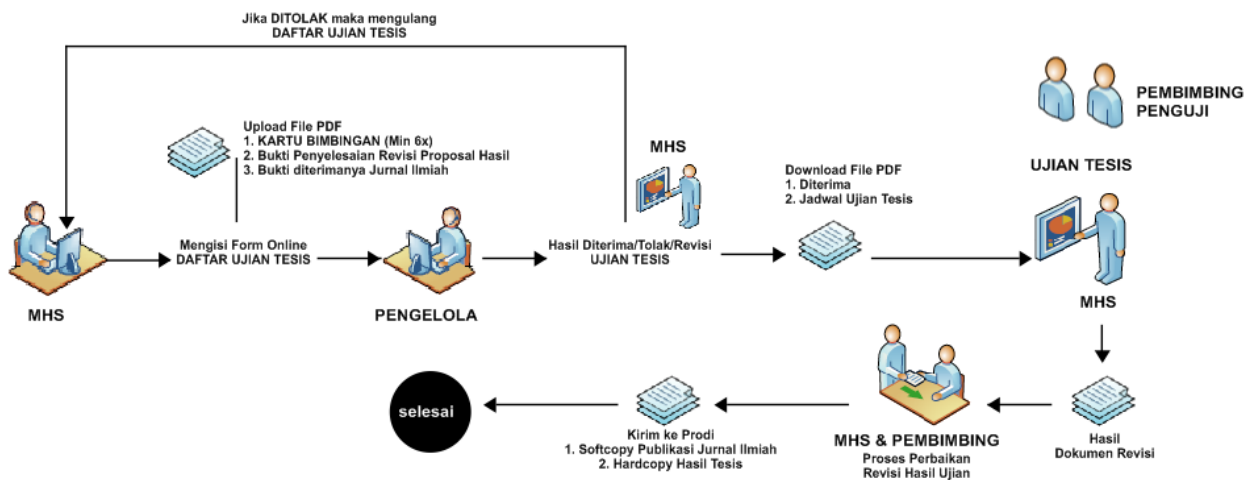 Jika DITOLAK maka mengulang
DAFTAR UJIAN TESIS
Upload File PDF
1. KARTU BIMBINGAN (Min 6x)
2. Bukti Penyelesaian Revisi Proposal Hasil
3. Bukti diterimanya Jurnal Ilmiah
MHS
Mengisi Form Online
DAFTAR UJIAN TESIS
PENGELOLA
MHS
Hasil Diterima/Tolak/Revisi
UJIAN TESIS
Download File PDF
1. Diterima
2. Jadwal Ujian Tesis
PEMBIMBING
PENGUJI
UJIAN TESIS
MHS
Hasil
Dokumen Revisi
MHS & PEMBIMBING
Proses Perbaikan
Revisi Hasil Ujian
Kirim ke Prodi
1. Softcopy Publikasi Jurnal Ilmiah
2. Hardcopy Hasil Tesis
selesai